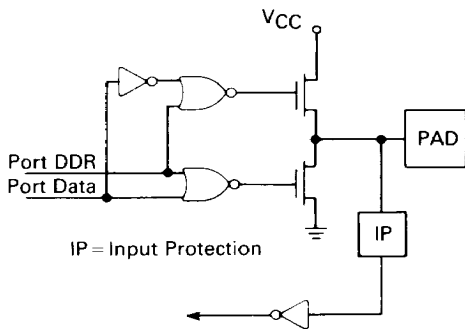 VCC
PAD
Port DDR
Port Data
IP
IP = Input Protection